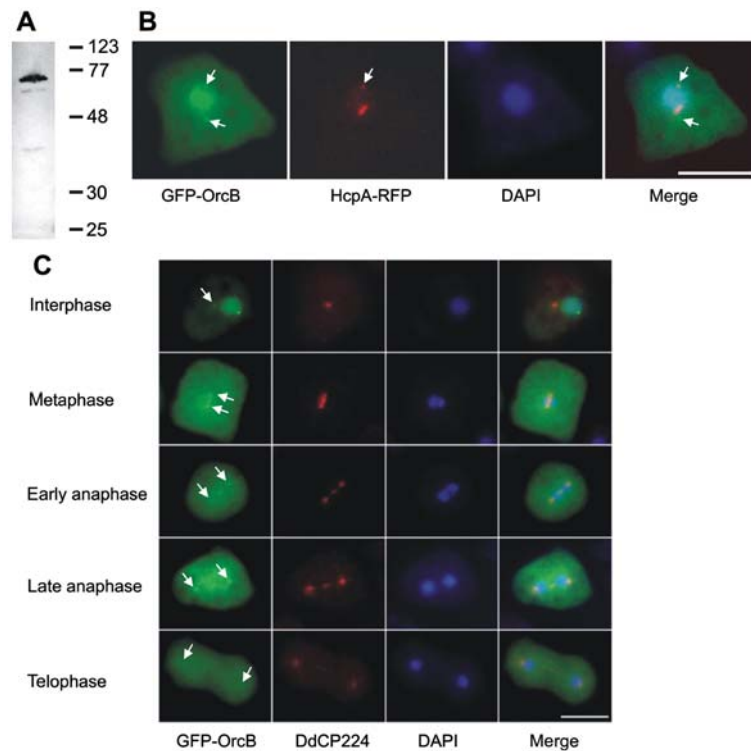 A
123
77
48
30
25
B
GFP-OrcB HcpA-RFP DAPI Merge
C
Interphase
Metaphase
Early anaphase
Late anaphase
Telophase
GFP-OrcB DdCP224 DAPI Merge